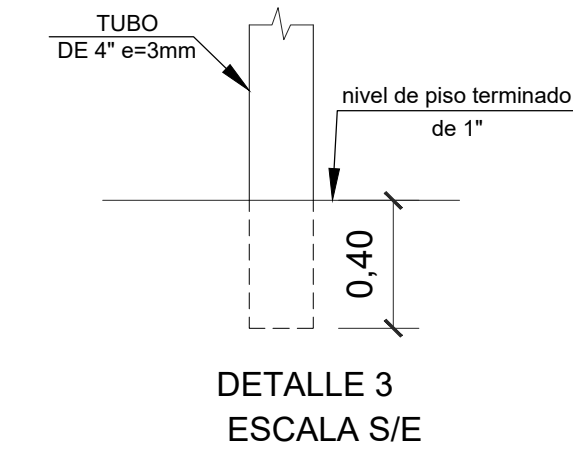 TUBO
DE 4" e=3mm
nivel de piso terminado
de 1"
0,40
DETALLE 3
ESCALA S/E